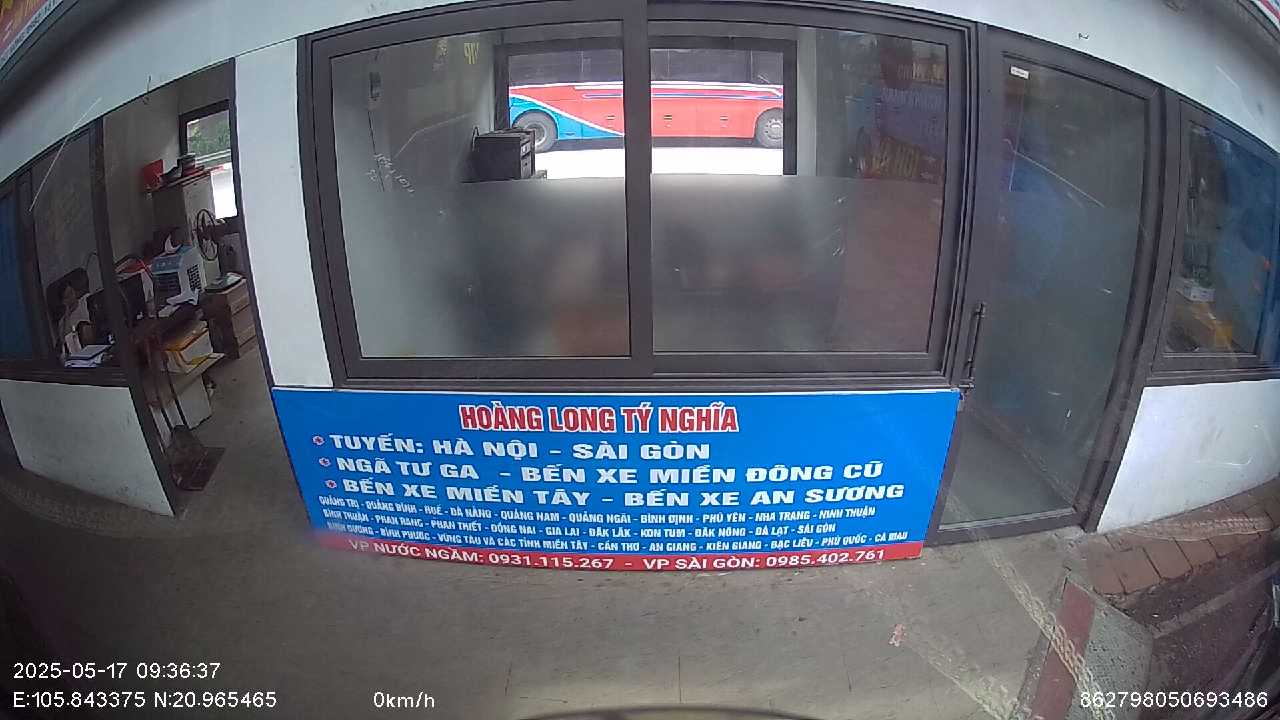 HOÀNG LONG TÝ NGHĨA
TUYẾN: HÀ NỘI - SÀI GÒN
NGÃ TƯ GA - BẾN XE MIỀN ĐÔNG CŨ
BẾN XE MIỀN TÂY - BẾN XE AN SƯƠNG
QUẢNG TRỊ - QUẢNG BÌNH - HUẾ - ĐÀ NẴNG - QUẢNG NAM - QUẢNG NGÃI - BÌNH ĐỊNH - PHÚ YÊN - NHA TRANG - NINH THUẬN
BÌNH THUẬN - PHAN RANG - PHAN THIẾT - ĐỒNG NAI - GIA LAI - ĐĂK LĂK - KON TUM - ĐĂK NÔNG - ĐÀ LẠT - SÀI GÒN
BÌNH DƯƠNG - BÌNH PHƯỚC - VŨNG TÀU VÀ CÁC TỈNH MIỀN TÂY - CẦN THƠ - AN GIANG - KIÊN GIANG - BẠC LIÊU - PHÚ QUỐC - CÀ MAU
VP NƯỚC NGẦM: 0931.115.267 - VP SÀI GÒN: 0985.402.761
2025-05-17 09:36:37
E:105.843375 N:20.965465
0km/h
862798050693486